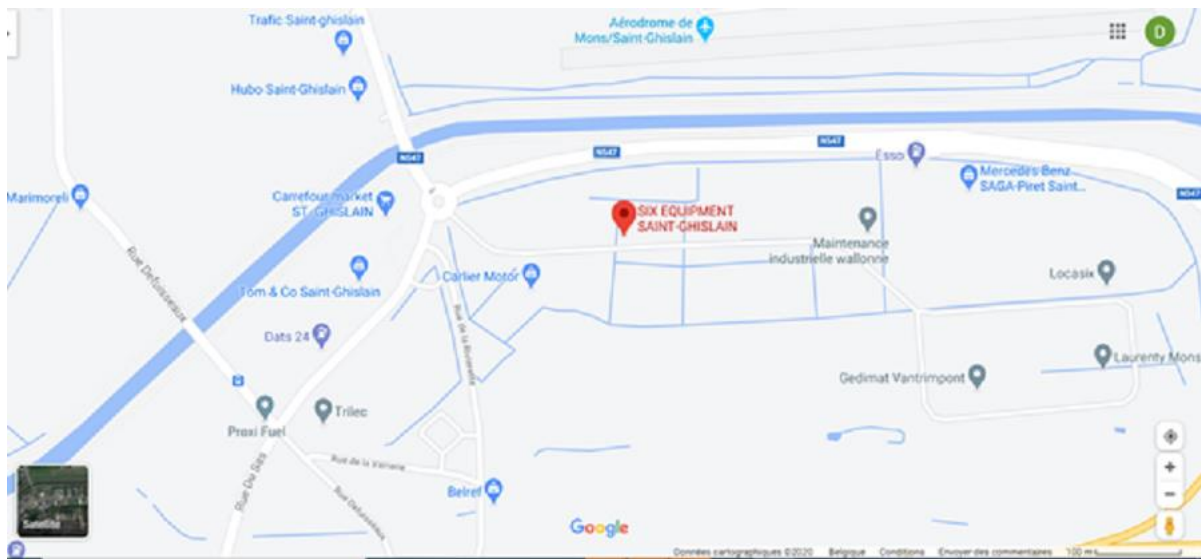 Trafic Saint-ghislain
Aérodrome de
Mons/Saint-Ghislain
D
Hubo Saint-Ghislain
N547
N547
N547
Esso
Mercedes-Benz
SAGA-Piret Saint...
N547
Marimoreli
Carrefour market
ST. GHISLAIN
SIX EQUIPMENT
SAINT-GHISLAIN
Maintenance
industrielle wallonne
Rue Defuisseaux
Tom & Co Saint-Ghislain
Carlier Motor
Locasix
Dats 24
Rue de la Rivierette
Laurenty Mons
Gedimat Vantrimpont
Proxi Fuel
Trilec
Rue Du Sas
Rue de la Verrerie
Rue Defuisseaux
Belref
Satellite
Google
Données cartographiques ©2020 Belgique Conditions Envoyer des commentaires 100 m